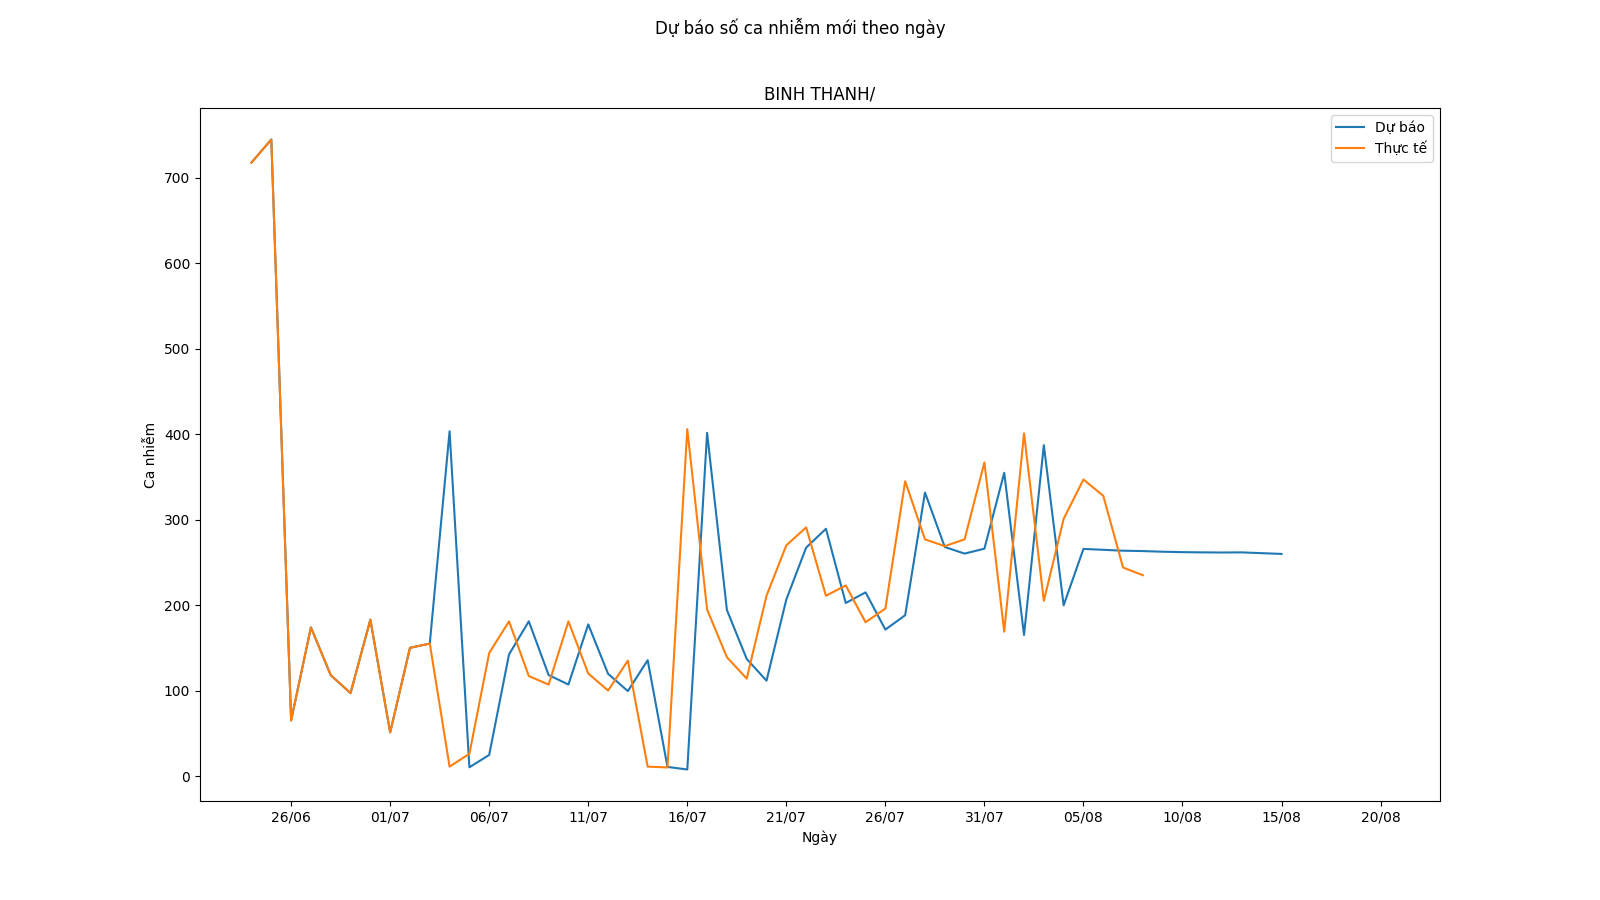 Dự báo số ca nhiễm mới theo ngày
BINH THANH/
Dự báo
Thực tế
700
600
500
400
300
200
100
0
Ca nhiễm
26/06 01/07 06/07 11/07 16/07 21/07 26/07 31/07 05/08 10/08 15/08 20/08
Ngày